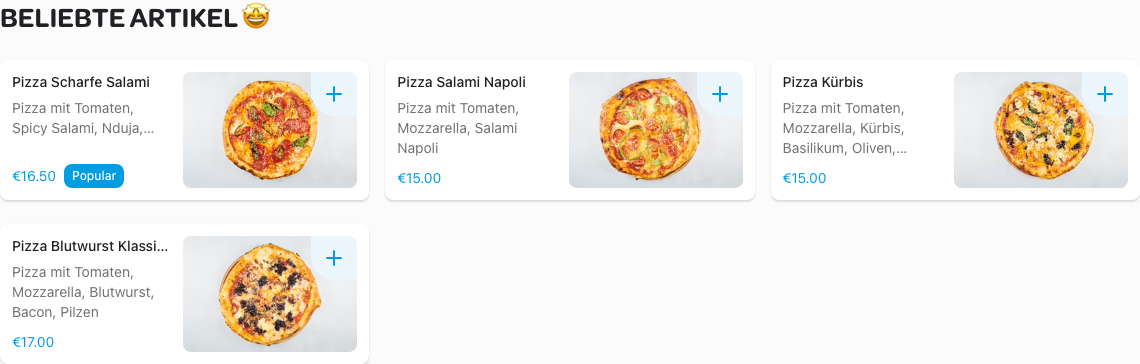 BELIEBTE ARTIKEL 🤩
Pizza Scharfe Salami
Pizza mit Tomaten,
Spicy Salami, Nduja,...
€16.50 Popular
Pizza Salami Napoli
Pizza mit Tomaten,
Mozzarella, Salami
Napoli
€15.00
Pizza Kürbis
Pizza mit Tomaten,
Mozzarella, Kürbis,
Basilikum, Oliven,...
€15.00
Pizza Blutwurst Klassi...
Pizza mit Tomaten,
Mozzarella, Blutwurst,
Bacon, Pilzen
€17.00